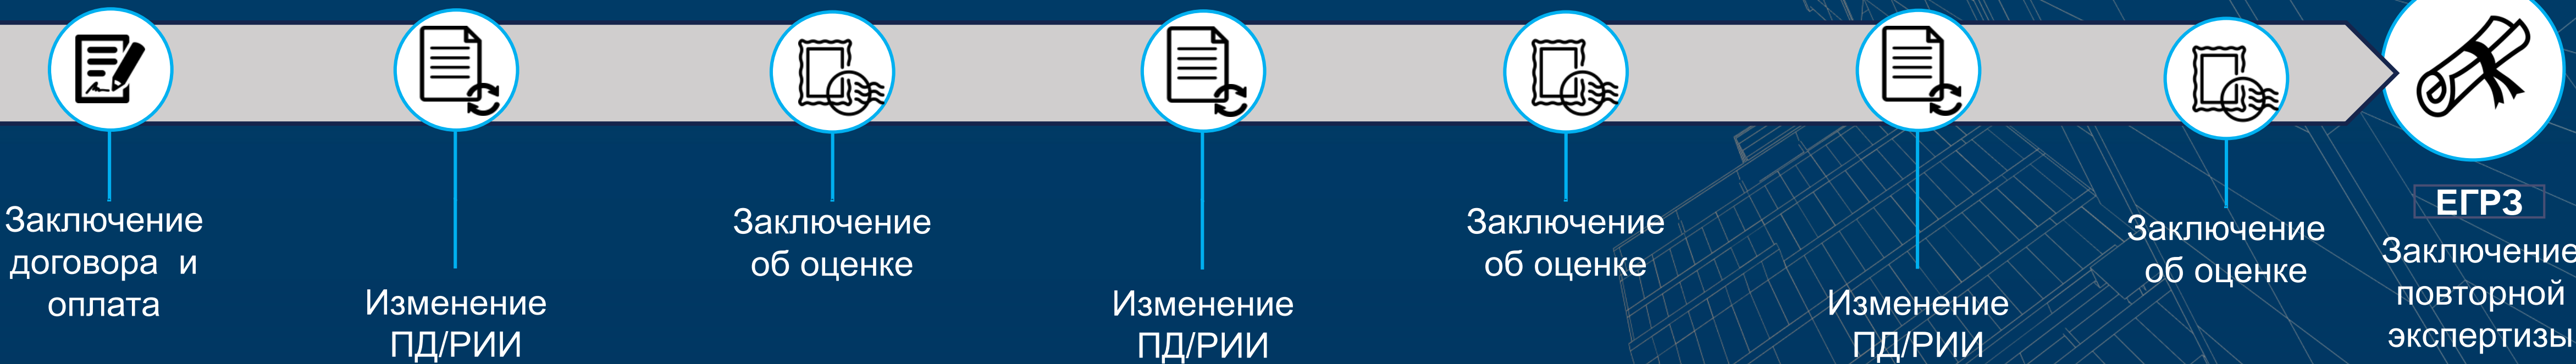 Заключение
договора и
оплата
Изменение
ПД/РИИ
Заключение
об оценке
Изменение
ПД/РИИ
Заключение
об оценке
Изменение
ПД/РИИ
Заключение
об оценке
ЕГРЗ
Заключение
повторной
экспертизы